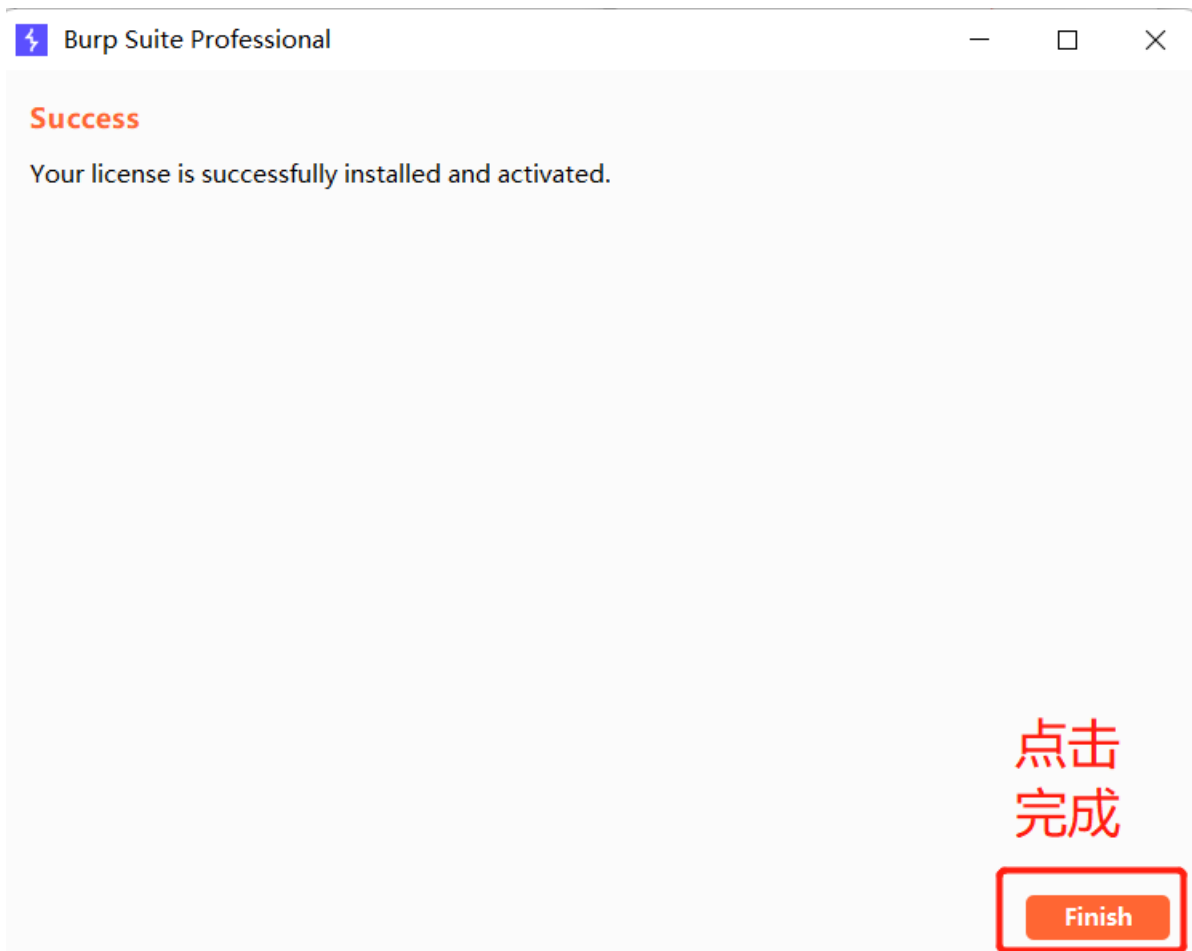 Burp Suite Professional
Success
Your license is successfully installed and activated.
点击
完成
Finish